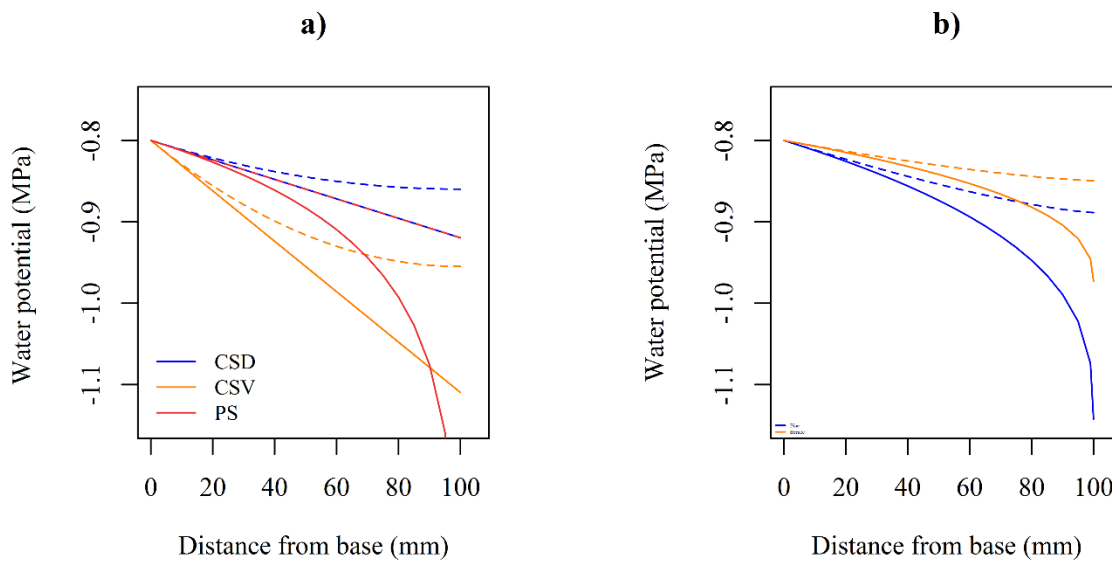 a)
Water potential (MPa)
-0.8
-0.9
-1.0
-1.1
CSD
CSV
PS
0 20 40 60 80 100
Distance from base (mm)
b)
Water potential (MPa)
-0.8
-0.9
-1.0
-1.1
0 20 40 60 80 100
Distance from base (mm)